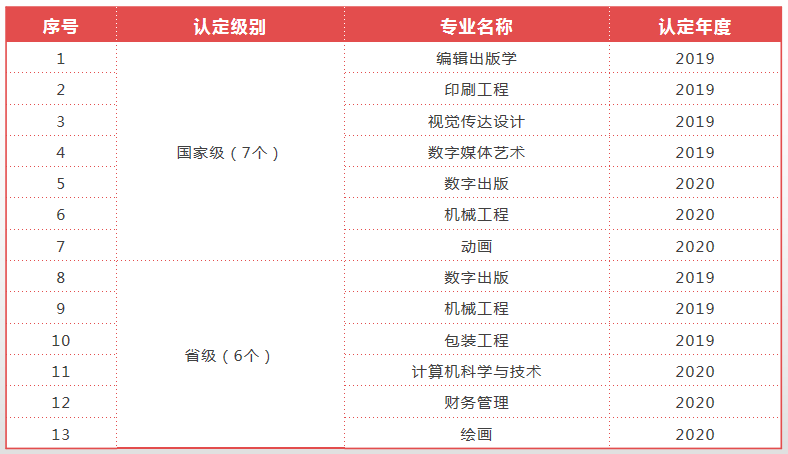 序号 认定级别 专业名称 认定年度
1 编辑出版学 2019
2 印刷工程 2019
3 视觉传达设计 2019
4 国家级（7个） 数字媒体艺术 2019
5 数字出版 2020
6 机械工程 2020
7 动画 2020
8 数字出版 2019
9 机械工程 2019
10 包装工程 2019
省级（6个）
11 计算机科学与技术 2020
12 财务管理 2020
13 绘画 2020